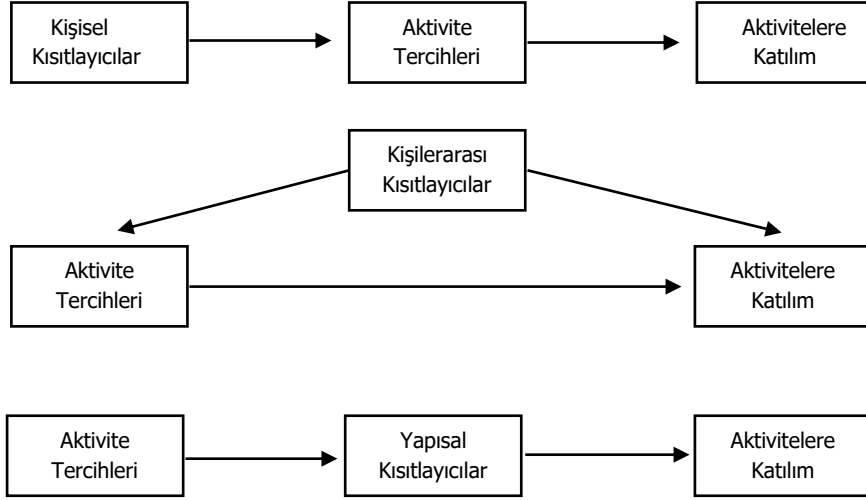 Kişisel
Kısıtlayıcılar
Aktivite
Tercihleri
Aktivitelere
Katılım
Kişilerarası
Kısıtlayıcılar
Aktivite
Tercihleri
Aktivitelere
Katılım
Aktivite
Tercihleri
Yapısal
Kısıtlayıcılar
Aktivitelere
Katılım